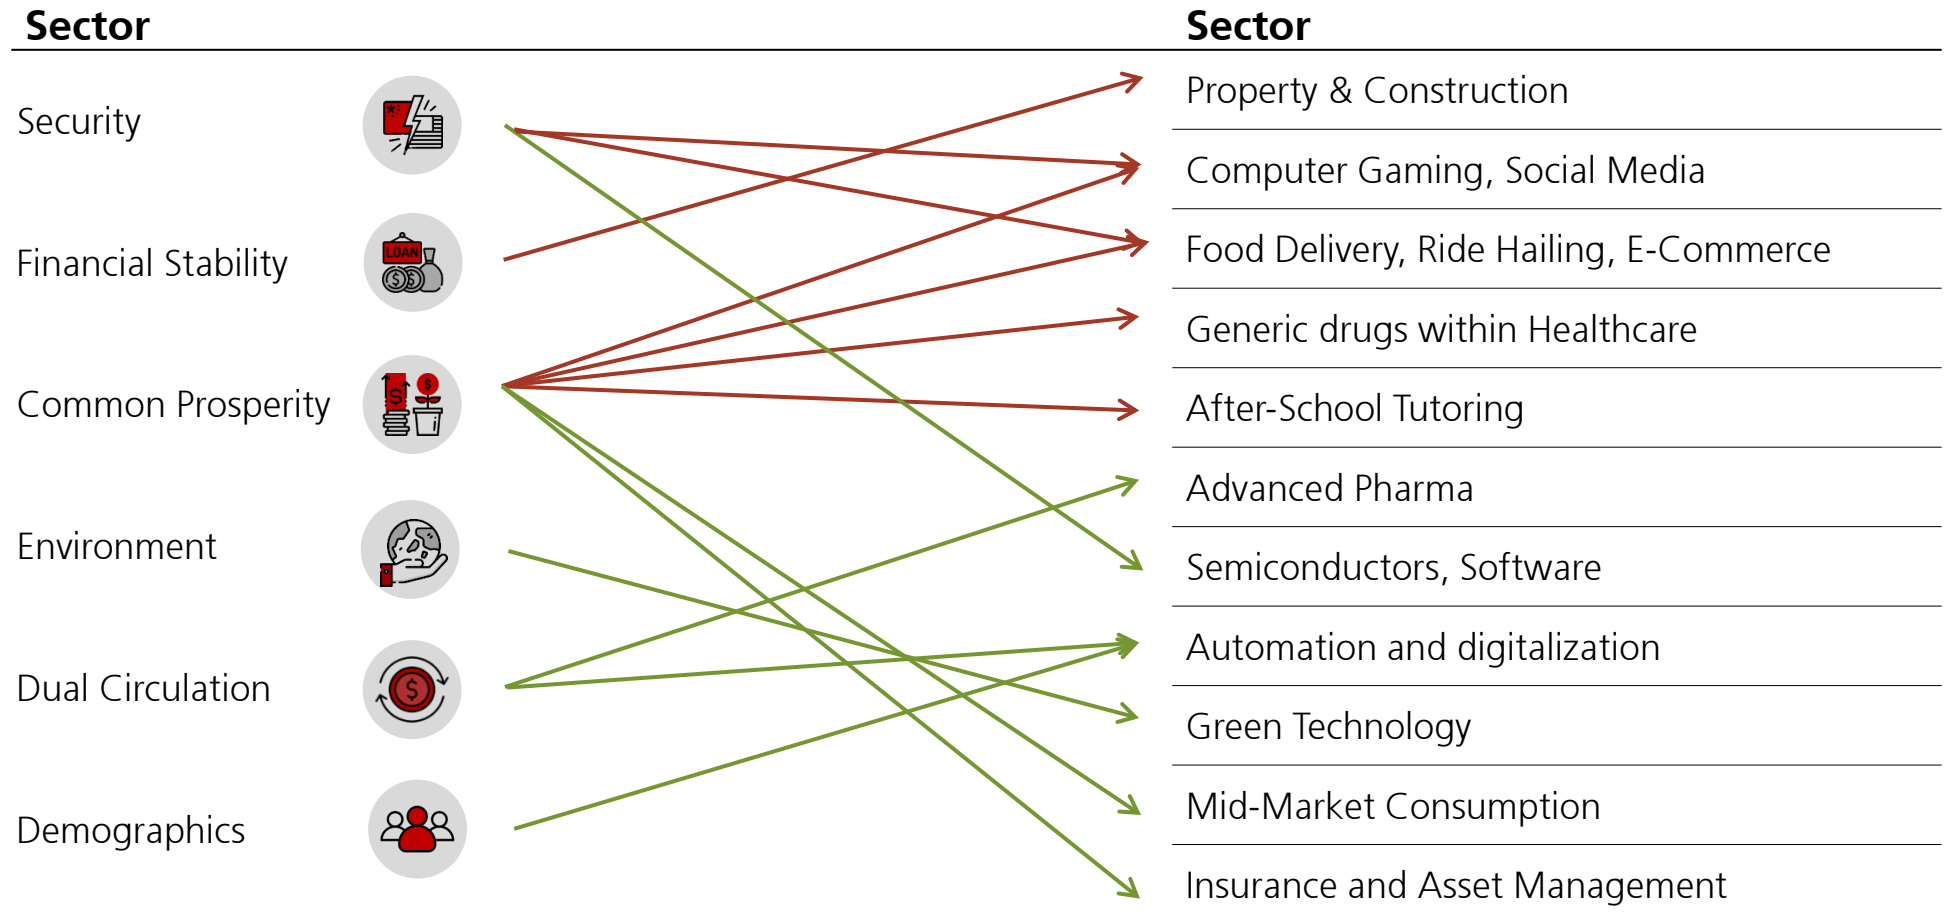 Sector
Sector
Security
Financial Stability
LOAN
Common Prosperity
Environment
Dual Circulation
Demographics
Property & Construction
Computer Gaming, Social Media
Food Delivery, Ride Hailing, E-Commerce
Generic drugs within Healthcare
After-School Tutoring
Advanced Pharma
Semiconductors, Software
Automation and digitalization
Green Technology
Mid-Market Consumption
Insurance and Asset Management